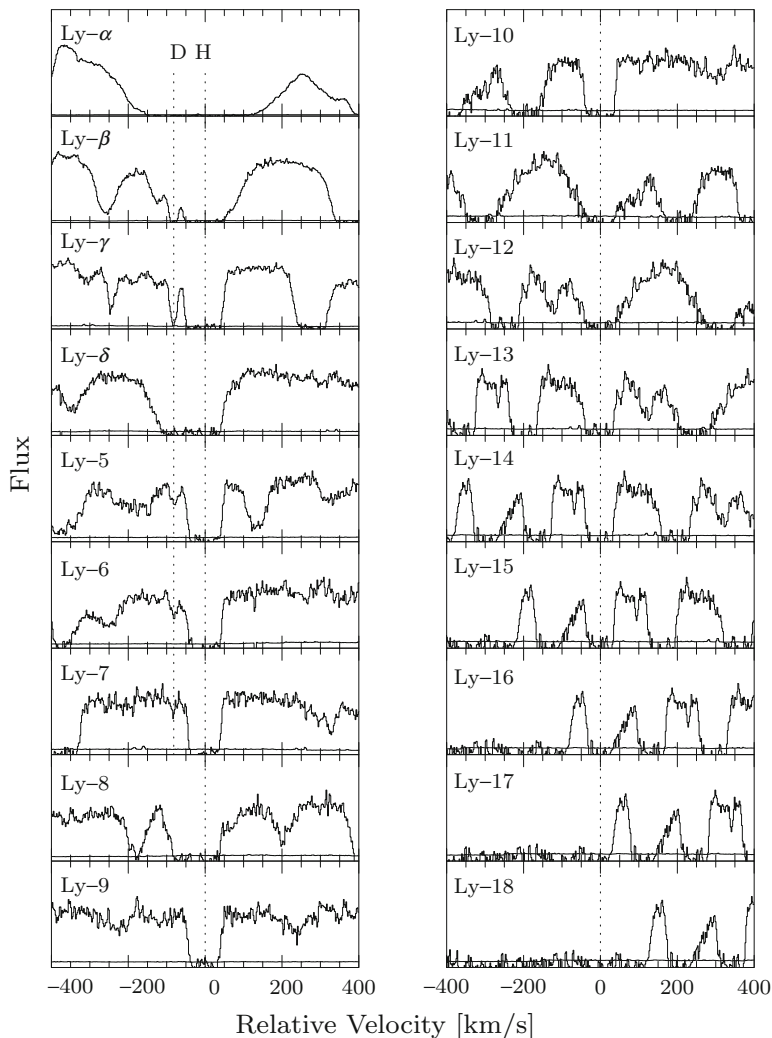 Ly–α
D H
Ly–β
Ly–γ
Ly–δ
Ly–5
Ly–6
Ly–7
Ly–8
Ly–9
−400 −200 0 200 400
Ly–10
Ly–11
Ly–12
Ly–13
Ly–14
Ly–15
Ly–16
Ly–17
Ly–18
−400 −200 0 200 400
Flux
Relative Velocity [km/s]